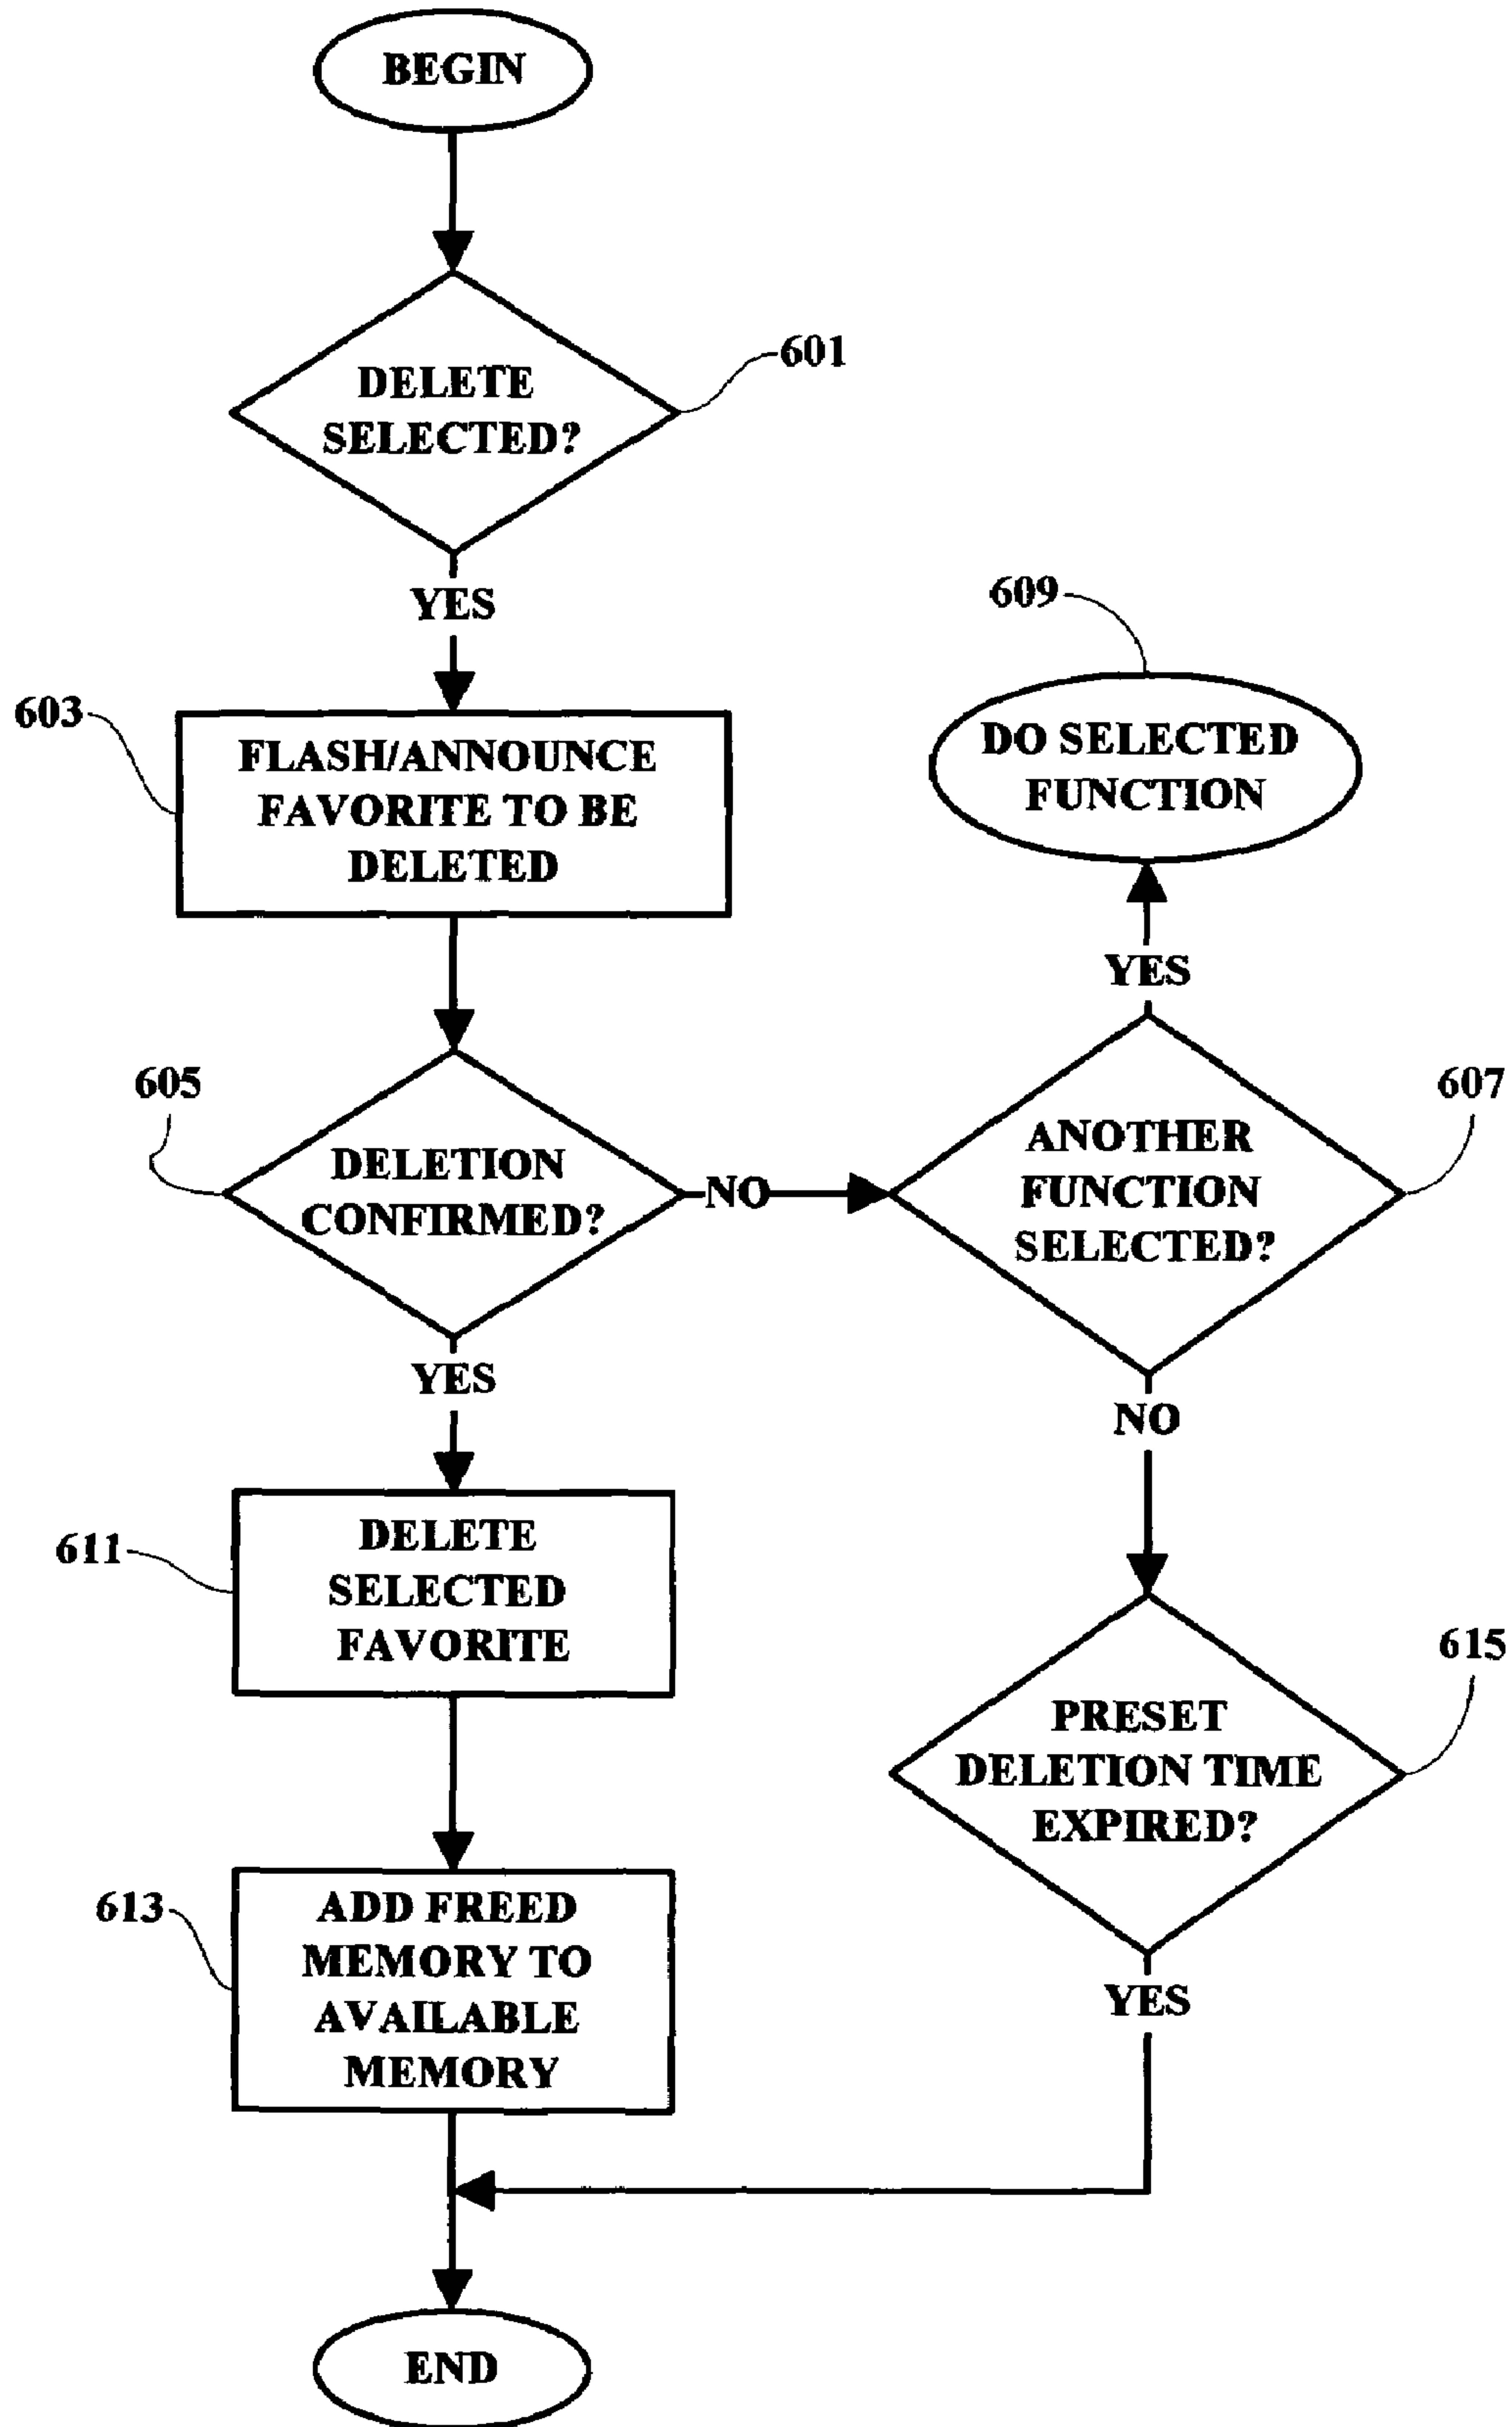 BEGIN
DELETE
SELECTED?
601
YES
603
FLASH/ANNOUNCE
FAVORITE TO BE
DELETED
609
DO SELECTED
FUNCTION
YES
605
DELETION
CONFIRMED?
NO
607
ANOTHER
FUNCTION
SELECTED?
YES
NO
611
DELETE
SELECTED
FAVORITE
615
PRESET
DELETION TIME
EXPIRED?
613
ADD FREED
MEMORY TO
AVAILABLE
MEMORY
YES
END